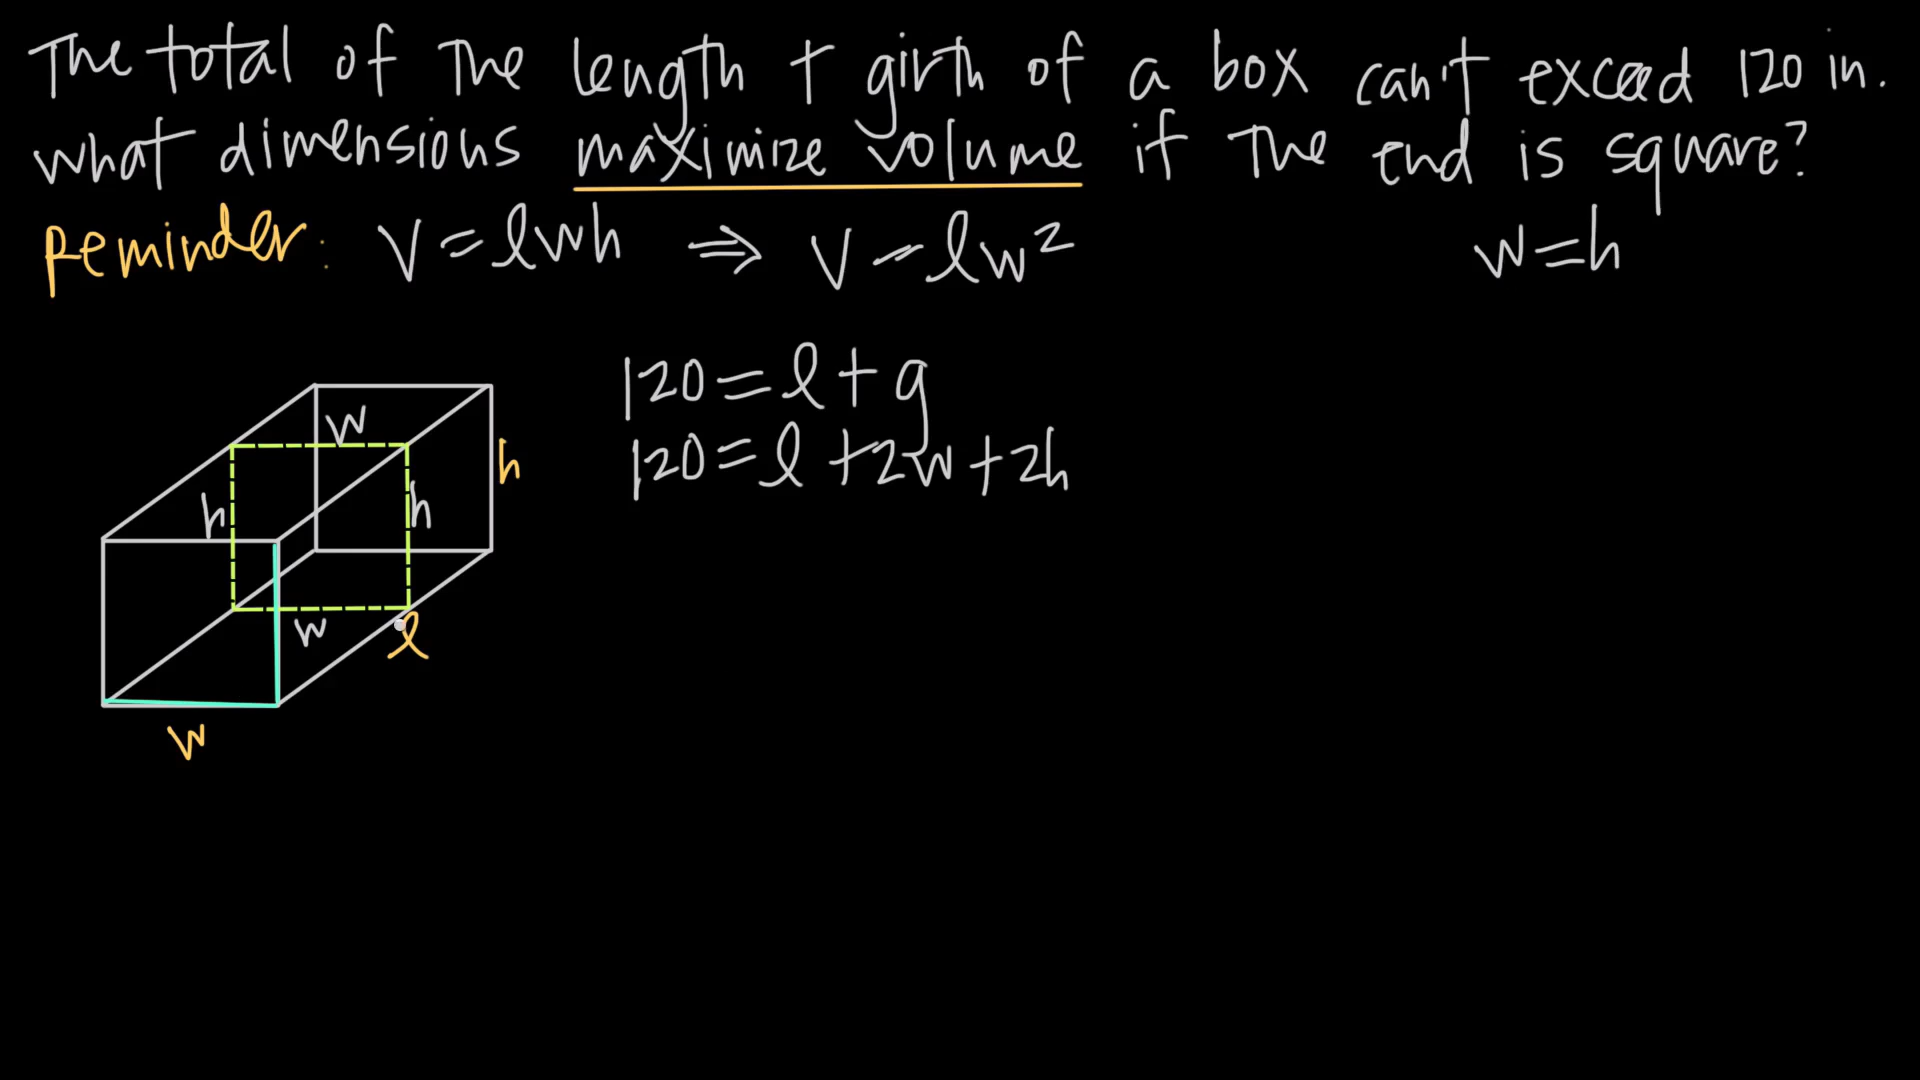 The total of the length + girth of a box can't exceed 120 in.
what dimensions maximize volume if the end is square?
Reminder: V = lwh ⇒ V = lw² w=h
120 = l + g
120 = l + 2w + 2h
w
h
h
h
w
l
w